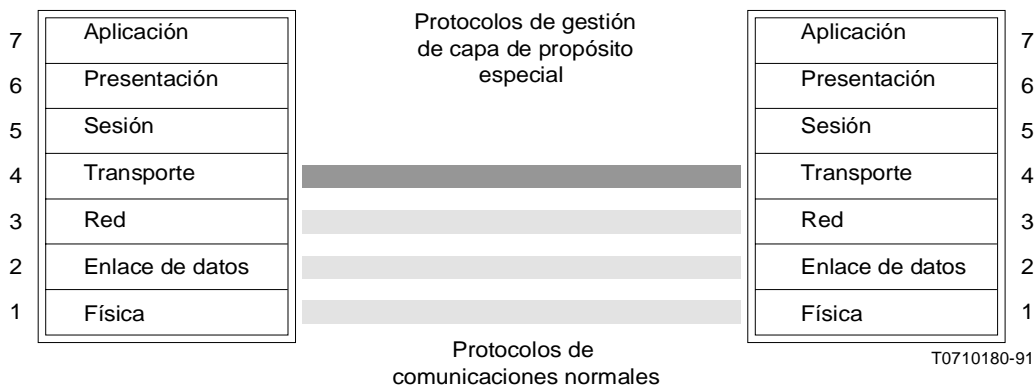 Protocolos de gestión
de capa de propósito
especial
7 Aplicación
6 Presentación
5 Sesión
4 Transporte
3 Red
2 Enlace de datos
1 Física
Aplicación 7
Presentación 6
Sesión 5
Transporte 4
Red 3
Enlace de datos 2
Física 1
Protocolos de
comunicaciones normales
T0710180-91